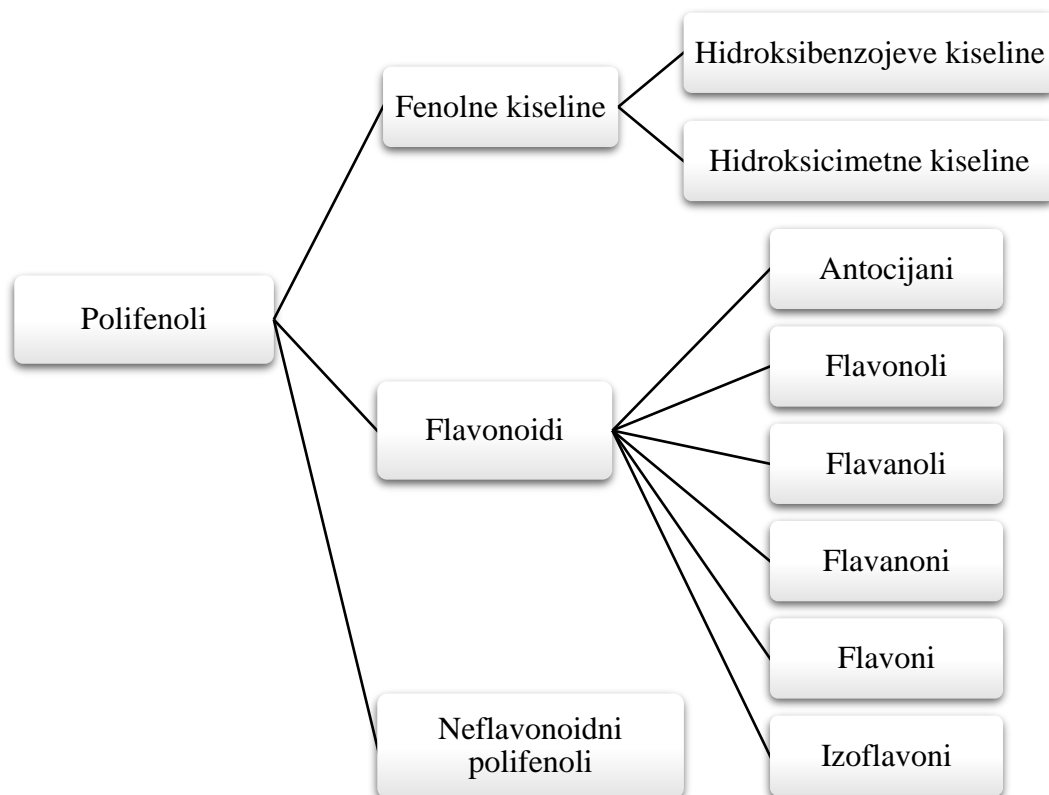 Hidroksibenzojeve kiseline
Fenolne kiseline
Hidroksicimetne kiseline
Antocijani
Polifenoli
Flavonoli
Flavonoidi
Flavanoli
Flavanoni
Flavoni
Neflavonoidni
polifenoli
Izoflavoni